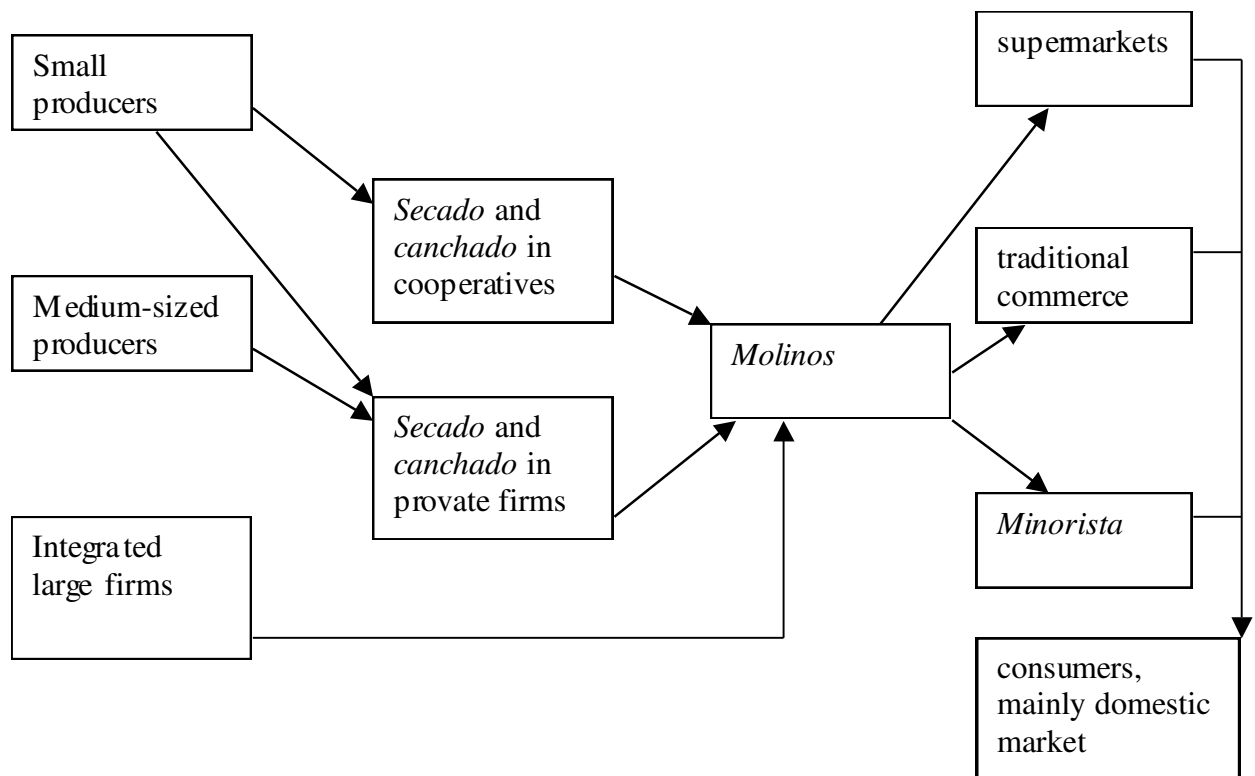 Small
producers
Medium-sized
producers
Integrated
large firms
Secado and
canchado in
cooperatives
Secado and
canchado in
provate firms
Molinos
supermarkets
traditional
commerce
Minorista
consumers,
mainly domestic
market